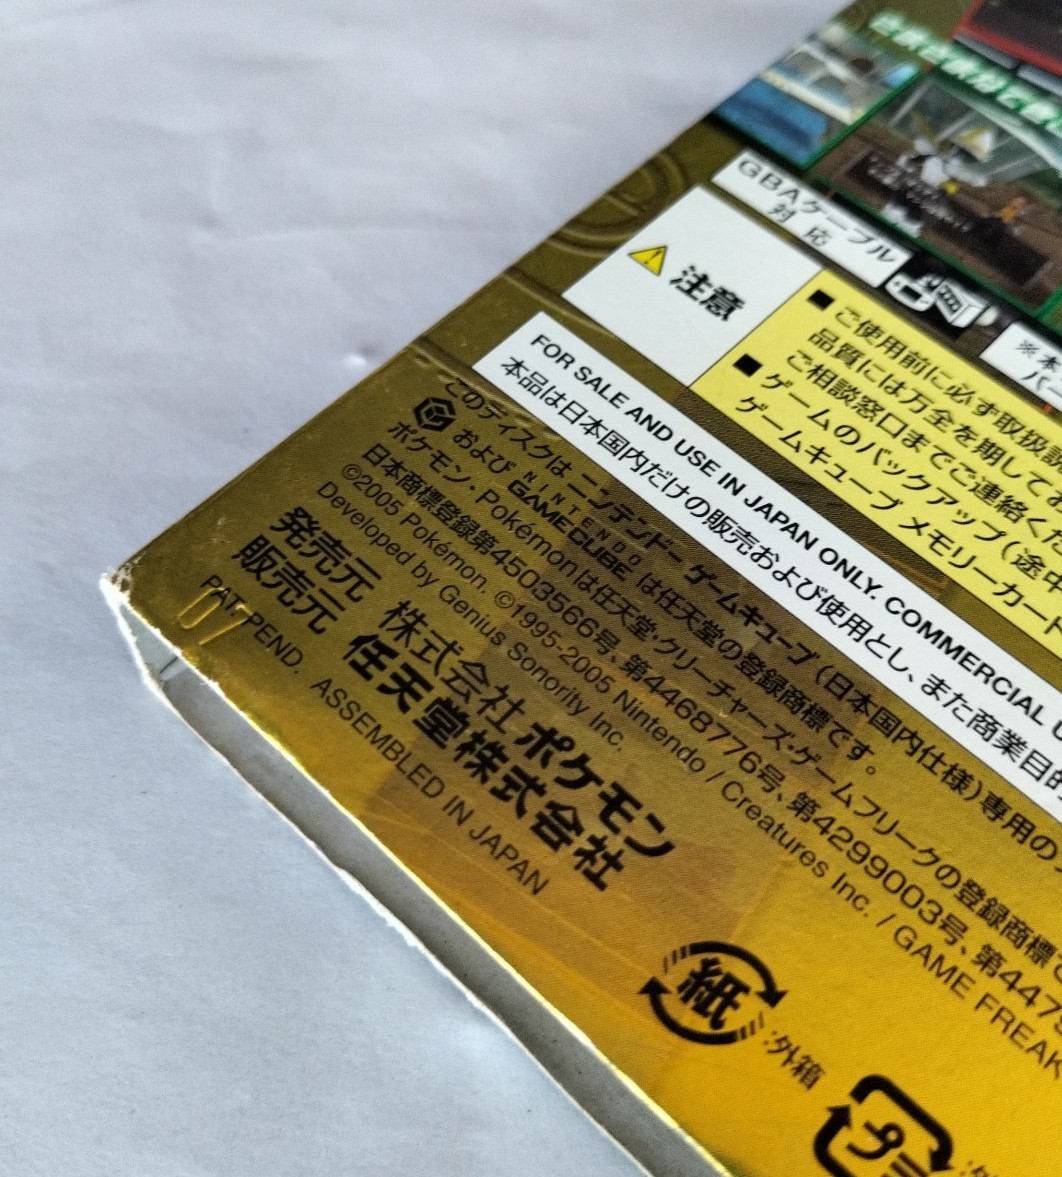 GBAケーブル
対応
注意
■ご使用前に必ず取扱
品質には万全を期して
ご相談窓口までご連絡くだ
■ゲームのバックアップ(途中
ゲームキューブ メモリーカード
FOR SALE AND USE IN JAPAN ONLY. COMMERCIAL
本品は日本国内だけの販売および使用とし、また商業目的
このディスクは ニンテンドー ゲームキューブ(日本国内仕様)専用の
および NINTENDO GAMECUBE は任天堂の登録商標です。
ポケモン・Pokémonは任天堂・クリーチャーズ・ゲームフリークの登録商標で
日本商標登録第4503566号、第4468776号、第4299003号、第447
©2005 Pokémon. ©1995-2005 Nintendo / Creatures Inc. / GAME FREAK
Developed by Genius Sonority Inc.
発売元 株式会社 ポケモン
販売元 任天堂株式会社
PAT. PEND. ASSEMBLED IN JAPAN
07
紙
:外箱
プラ